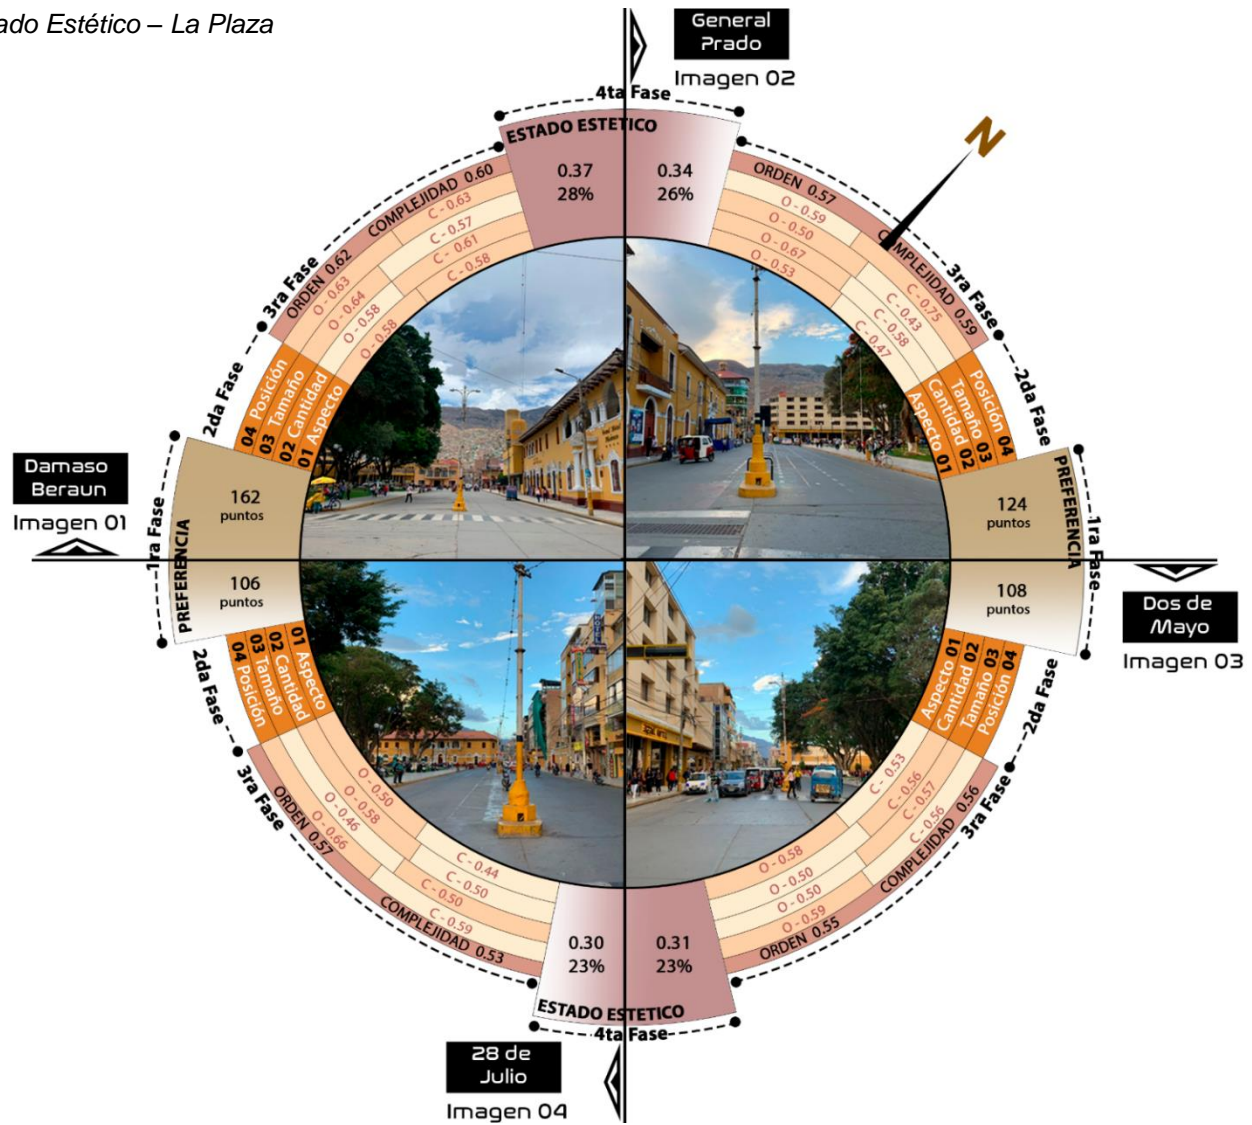 ado Estético – La Plaza
General
Prado
Imagen 02
4ta Fase
ESTADO ESTETICO
0.37
28%
0.34
26%
N
3ra Fase
ORDEN 0.62
COMPLEJIDAD 0.60
O - 0.63
C - 0.63
O - 0.64
C - 0.57
O - 0.58
C - 0.61
O - 0.58
C - 0.58
ORDEN 0.57
COMPLEJIDAD 0.59
3ra Fase
O - 0.59
C - 0.75
O - 0.50
C - 0.43
O - 0.67
C - 0.58
O - 0.53
C - 0.47
2da Fase
04 Posición
03 Tamaño
02 Cantidad
01 Aspecto
2da Fase
Posición 04
Tamaño 03
Cantidad 02
Aspecto 01
Damaso
Beraun
Imagen 01
1ra Fase
PREFERENCIA
162
puntos
106
puntos
124
puntos
108
puntos
PREFERENCIA
1ra Fase
Dos de
Mayo
Imagen 03
2da Fase
04 Posición
03 Tamaño
02 Cantidad
01 Aspecto
2da Fase
Aspecto 01
Cantidad 02
Tamaño 03
Posición 04
3ra Fase
ORDEN 0.57
COMPLEJIDAD 0.53
O - 0.50
C - 0.44
O - 0.58
C - 0.50
O - 0.46
C - 0.50
O - 0.66
C - 0.59
3ra Fase
ORDEN 0.55
COMPLEJIDAD 0.56
O - 0.58
C - 0.53
O - 0.50
C - 0.56
O - 0.50
C - 0.57
O - 0.59
C - 0.56
0.30
23%
0.31
23%
ESTADO ESTETICO
4ta Fase
28 de
Julio
Imagen 04